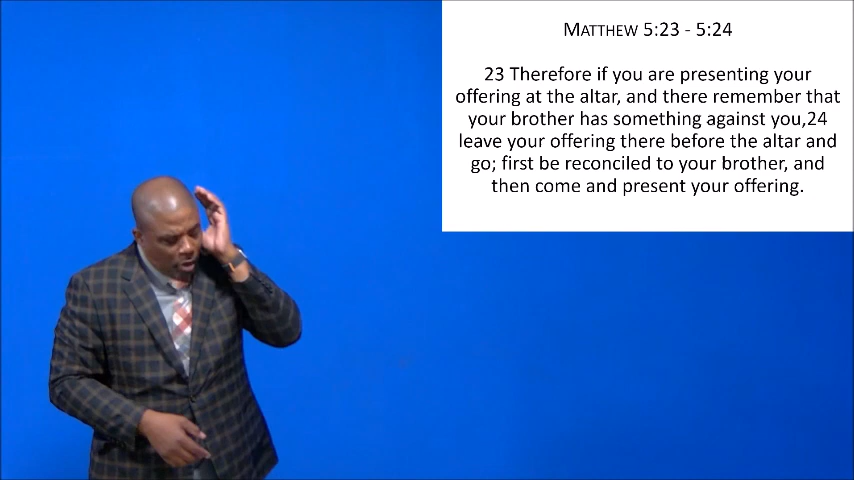 MATTHEW 5:23 - 5:24
23 Therefore if you are presenting your
offering at the altar, and there remember that
your brother has something against you,24
leave your offering there before the altar and
go; first be reconciled to your brother, and
then come and present your offering.